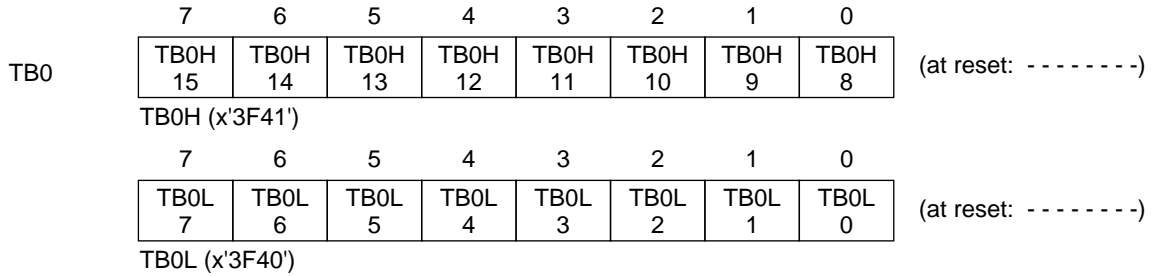 7 6 5 4 3 2 1 0
TB0 TB0H 15 TB0H 14 TB0H 13 TB0H 12 TB0H 11 TB0H 10 TB0H 9 TB0H 8 (at reset: - - - - - - - -)
TB0H (x'3F41')
7 6 5 4 3 2 1 0
TB0L 7 TB0L 6 TB0L 5 TB0L 4 TB0L 3 TB0L 2 TB0L 1 TB0L 0 (at reset: - - - - - - - -)
TB0L (x'3F40')